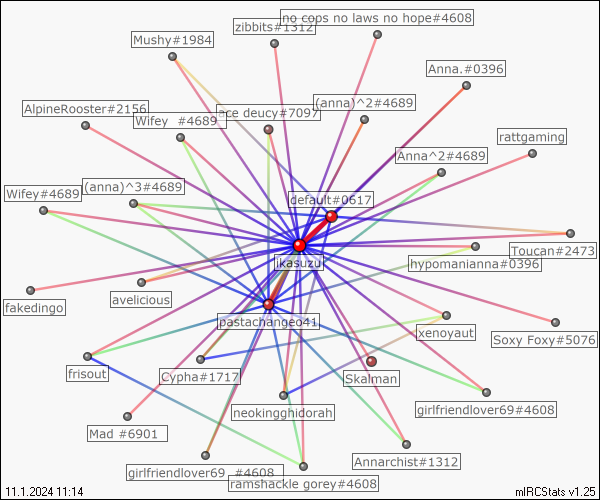 no cops no laws no hope#4608
zibbits#1312
Mushy#1984
Anna.#0396
(anna)^2#4689
AlpineRooster#2156
ace deucy#7097
Wifey #4689
rattgaming
Anna^2#4689
(anna)^3#4689
Wifey#4689
default#0617
Toucan#2473
ikasuzu
hypomanianna#0396
avelicious
fakedingo
pastachangeo41
xenoyaut
Soxy Foxy#5076
frisout
Cypha#1717
Skalman
neokingghidorah
girlfriendlover69#4608
Mad #6901
Annarchist#1312
girlfriendlover69 #4608
ramshackle gorey#4608
11.1.2024 11:14
mIRCStats v1.25